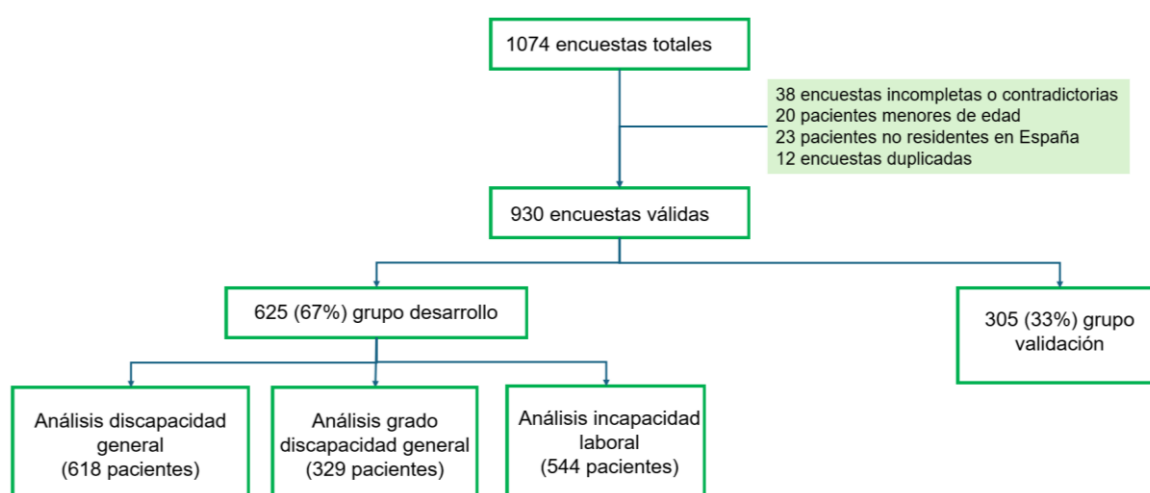 1074 encuestas totales
38 encuestas incompletas o contradictorias
20 pacientes menores de edad
23 pacientes no residentes en España
12 encuestas duplicadas
930 encuestas válidas
625 (67%) grupo desarrollo
305 (33%) grupo
validación
Análisis discapacidad
general
(618 pacientes)
Análisis grado
discapacidad general
(329 pacientes)
Análisis incapacidad
laboral
(544 pacientes)